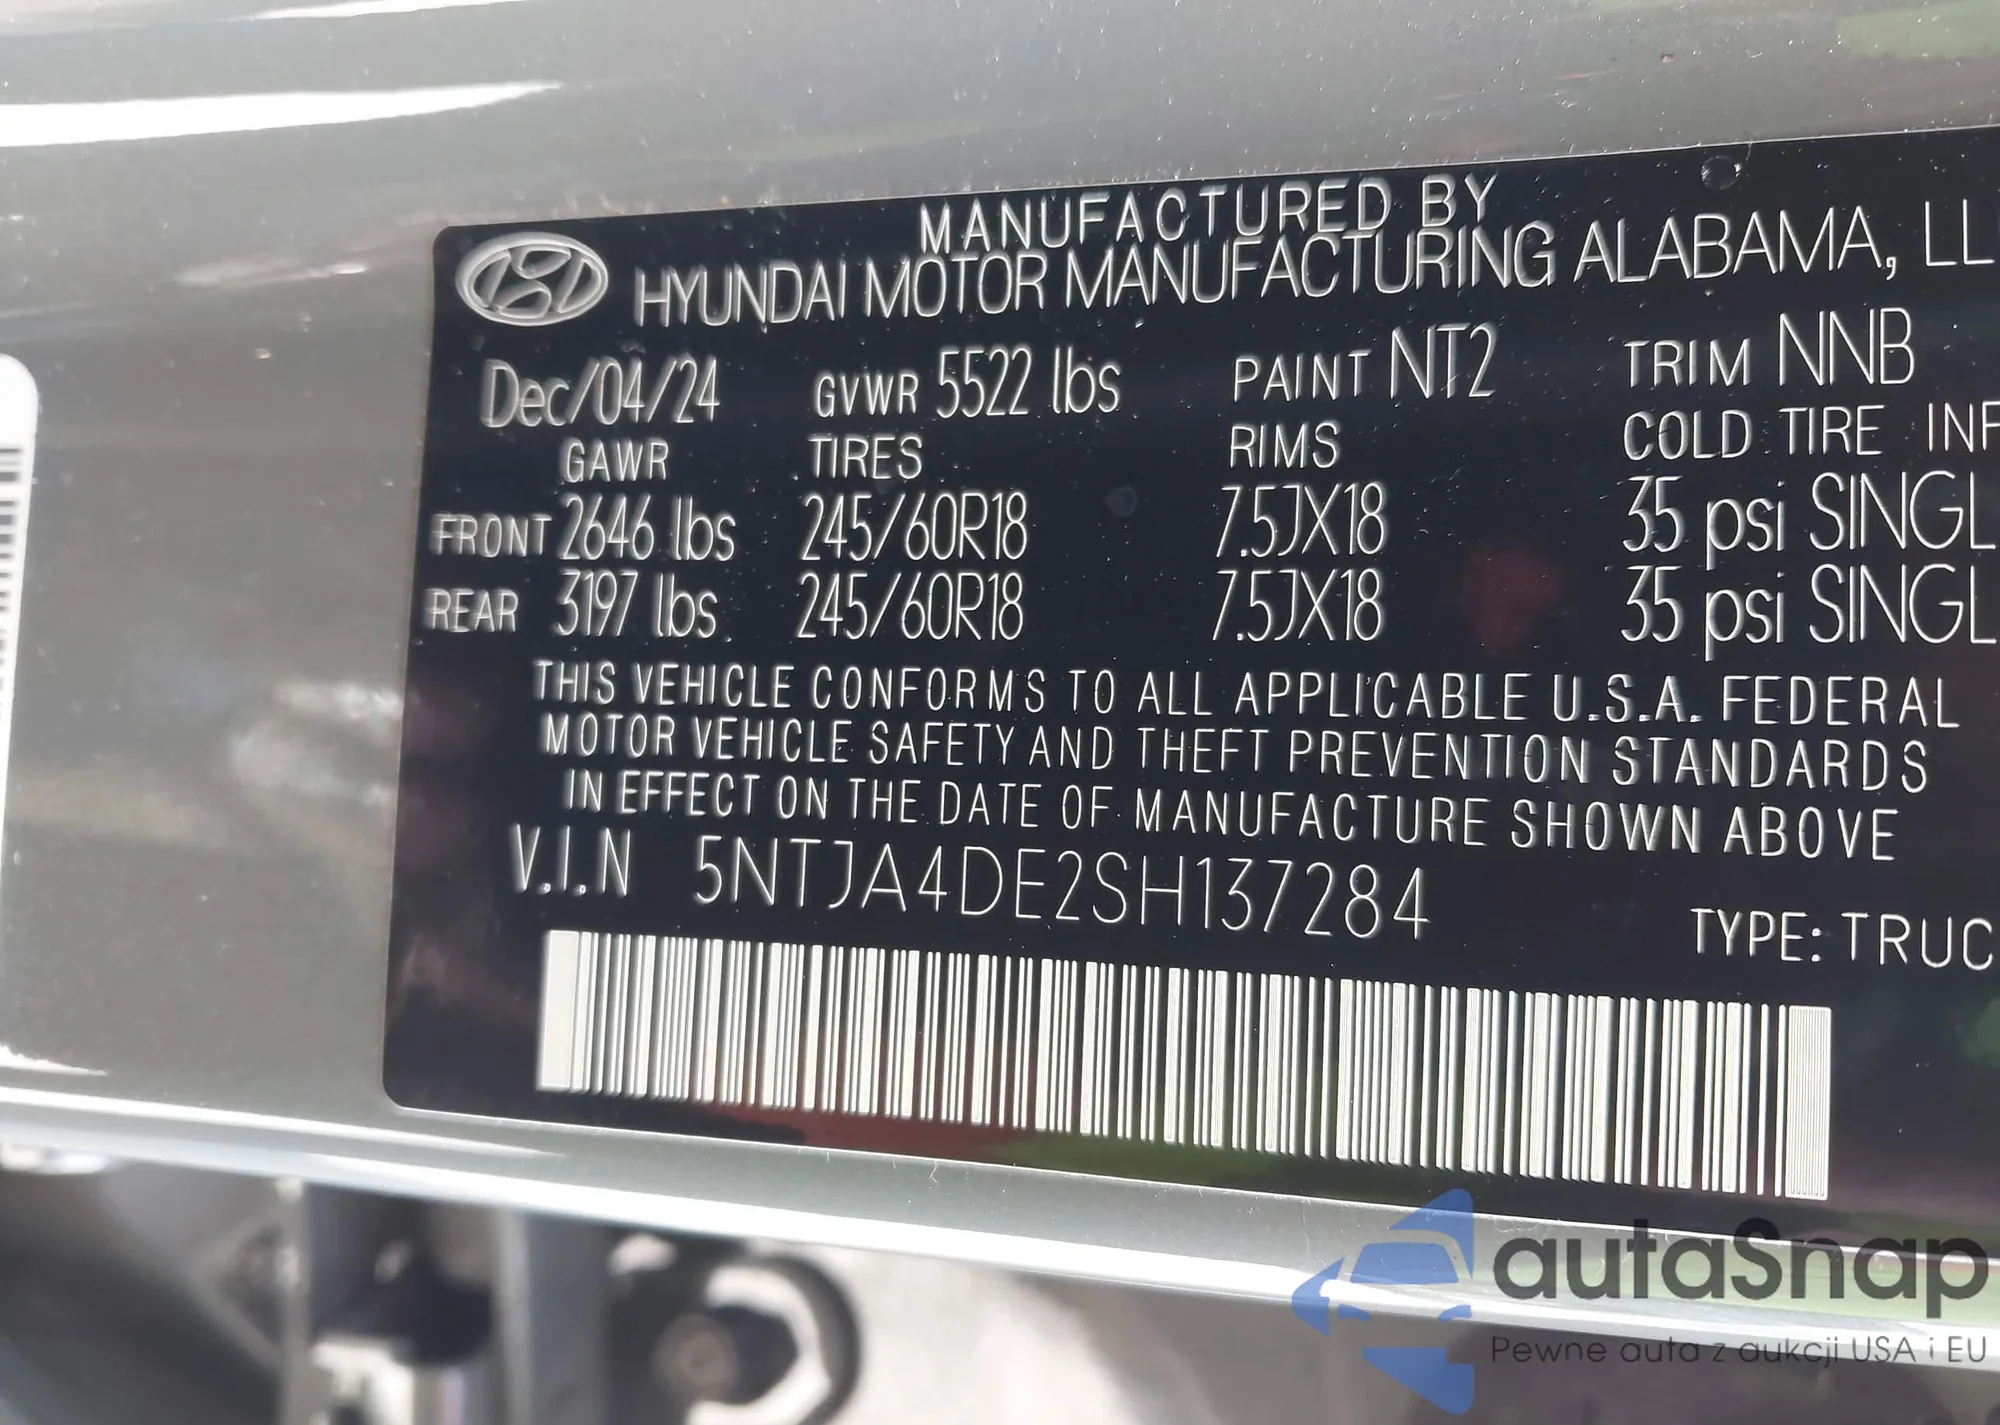 MANUFACTURED BY
HYUNDAI MOTOR MANUFACTURING ALABAMA, LL
Dec/04/24 GVWR 5522 lbs PAINT NT2 TRIM NNB
GAWR TIRES RIMS COLD TIRE INF
FRONT 2646 lbs 245/60R18 7.5JX18 35 psi SINGL
REAR 3197 lbs 245/60R18 7.5JX18 35 psi SINGL
THIS VEHICLE CONFORMS TO ALL APPLICABLE U.S.A. FEDERAL
MOTOR VEHICLE SAFETY AND THEFT PREVENTION STANDARDS
IN EFFECT ON THE DATE OF MANUFACTURE SHOWN ABOVE
V.I.N 5NTJA4DE2SH137284
TYPE: TRUC
autaSnap
Pewne auta z aukcji USA i EU